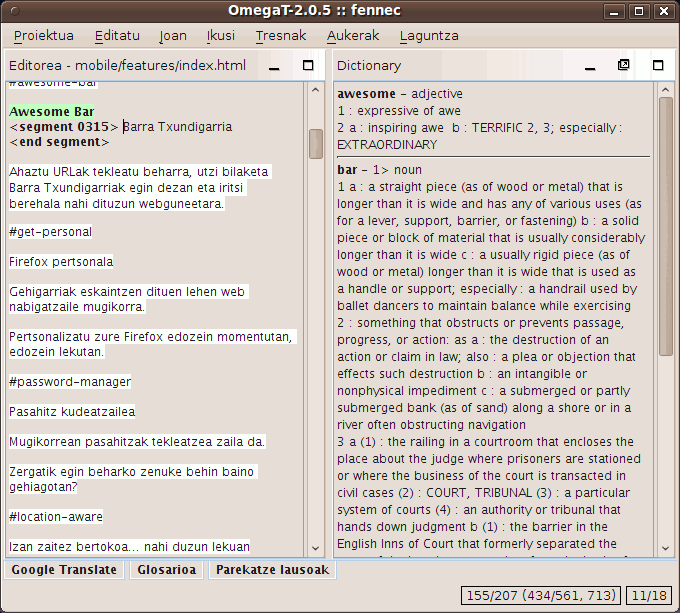 OmegaT-2.0.5 :: fennec
Proiektua Editatu Joan Ikusi Tresnak Aukerak Laguntza
Editorea - mobile/features/index.html
#awesome-bar
Awesome Bar
<segment 0315> Barra Txundigarria
<end segment>
Ahaztu URLak tekleatu beharra, utzi bilaketa
Barra Txundigarriak egin dezan eta iritsi
berehala nahi dituzun webguneetara.
#get-personal
Firefox pertsonala
Gehigarriak eskaintzen dituen lehen web
nabigatzaile mugikorra.
Pertsonalizatu zure Firefox edozein momentutan,
edozein lekutan.
#password-manager
Pasahitz kudeatzailea
Mugikorrean pasahitzak tekleatzea zaila da.
Zergatik egin beharko zenuke behin baino
gehiagotan?
#location-aware
Izan zaitez bertokoa... nahi duzun lekuan
Dictionary
awesome – adjective
1 : expressive of awe
2 a : inspiring awe b : TERRIFIC 2, 3; especially :
EXTRAORDINARY
bar – 1> noun
1 a : a straight piece (as of wood or metal) that is
longer than it is wide and has any of various uses (as
for a lever, support, barrier, or fastening) b : a solid
piece or block of material that is usually considerably
longer than it is wide c : a usually rigid piece (as of
wood or metal) longer than it is wide that is used as
a handle or support; especially : a handrail used by
ballet dancers to maintain balance while exercising
2 : something that obstructs or prevents passage,
progress, or action: as a : the destruction of an
action or claim in law; also : a plea or objection that
effects such destruction b : an intangible or
nonphysical impediment c : a submerged or partly
submerged bank (as of sand) along a shore or in a
river often obstructing navigation
3 a (1) : the railing in a courtroom that encloses the
place about the judge where prisoners are stationed
or where the business of the court is transacted in
civil cases (2) : COURT, TRIBUNAL (3) : a particular
system of courts (4) : an authority or tribunal that
hands down judgment b (1) : the barrier in the
English Inns of Court that formerly separated the
Google Translate Glosarioa Parekatze lausoak
155/207 (434/561, 713) 11/18